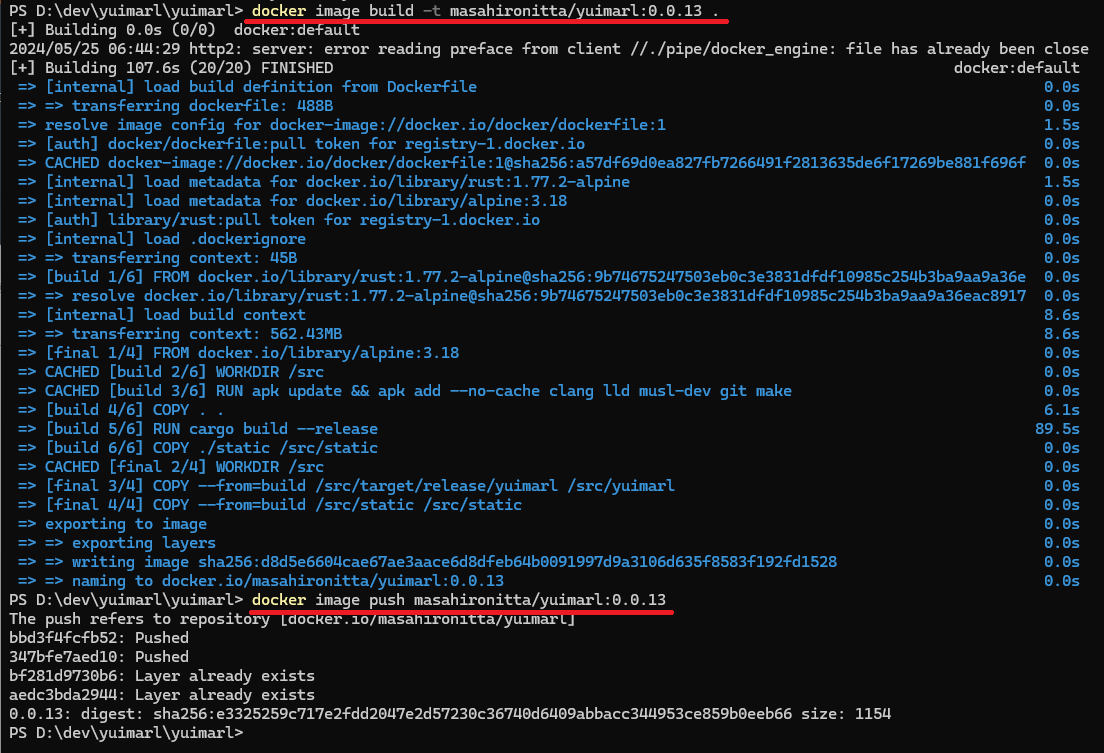 PS D:\dev\yuimarl\yuimarl> docker image build -t masahironitta/yuimarl:0.0.13 .
[+] Building 0.0s (0/0)  docker:default
2024/05/25 06:44:29 http2: server: error reading preface from client //./pipe/docker_engine: file has already been close
[+] Building 107.6s (20/20) FINISHED docker:default
=> [internal] load build definition from Dockerfile 0.0s
=> => transferring dockerfile: 488B 0.0s
=> resolve image config for docker-image://docker.io/docker/dockerfile:1 1.5s
=> [auth] docker/dockerfile:pull token for registry-1.docker.io 0.0s
=> CACHED docker-image://docker.io/docker/dockerfile:1@sha256:a57df69d0ea827fb7266491f2813635de6f17269be881f696f 0.0s
=> [internal] load metadata for docker.io/library/rust:1.77.2-alpine 1.5s
=> [internal] load metadata for docker.io/library/alpine:3.18 0.0s
=> [auth] library/rust:pull token for registry-1.docker.io 0.0s
=> [internal] load .dockerignore 0.0s
=> => transferring context: 45B 0.0s
=> [build 1/6] FROM docker.io/library/rust:1.77.2-alpine@sha256:9b74675247503eb0c3e3831dfdf10985c254b3ba9aa9a36e 0.0s
=> => resolve docker.io/library/rust:1.77.2-alpine@sha256:9b74675247503eb0c3e3831dfdf10985c254b3ba9aa9a36eac8917 0.0s
=> [internal] load build context 8.6s
=> => transferring context: 562.43MB 8.6s
=> [final 1/4] FROM docker.io/library/alpine:3.18 0.0s
=> CACHED [build 2/6] WORKDIR /src 0.0s
=> CACHED [build 3/6] RUN apk update && apk add --no-cache clang lld musl-dev git make 0.0s
=> [build 4/6] COPY . . 6.1s
=> [build 5/6] RUN cargo build --release 89.5s
=> [build 6/6] COPY ./static /src/static 0.0s
=> CACHED [final 2/4] WORKDIR /src 0.0s
=> [final 3/4] COPY --from=build /src/target/release/yuimarl /src/yuimarl 0.0s
=> [final 4/4] COPY --from=build /src/static /src/static 0.0s
=> exporting to image 0.0s
=> => exporting layers 0.0s
=> => writing image sha256:d8d5e6604cae67ae3aace6d8dfeb64b0091997d9a3106d635f8583f192fd1528 0.0s
=> => naming to docker.io/masahironitta/yuimarl:0.0.13 0.0s
PS D:\dev\yuimarl\yuimarl> docker image push masahironitta/yuimarl:0.0.13
The push refers to repository [docker.io/masahironitta/yuimarl]
bbd3f4fcfb52: Pushed
347bfe7aed10: Pushed
bf281d9730b6: Layer already exists
aedc3bda2944: Layer already exists
0.0.13: digest: sha256:e3325259c717e2fdd2047e2d57230c36740d6409abbacc344953ce859b0eeb66 size: 1154
PS D:\dev\yuimarl\yuimarl>